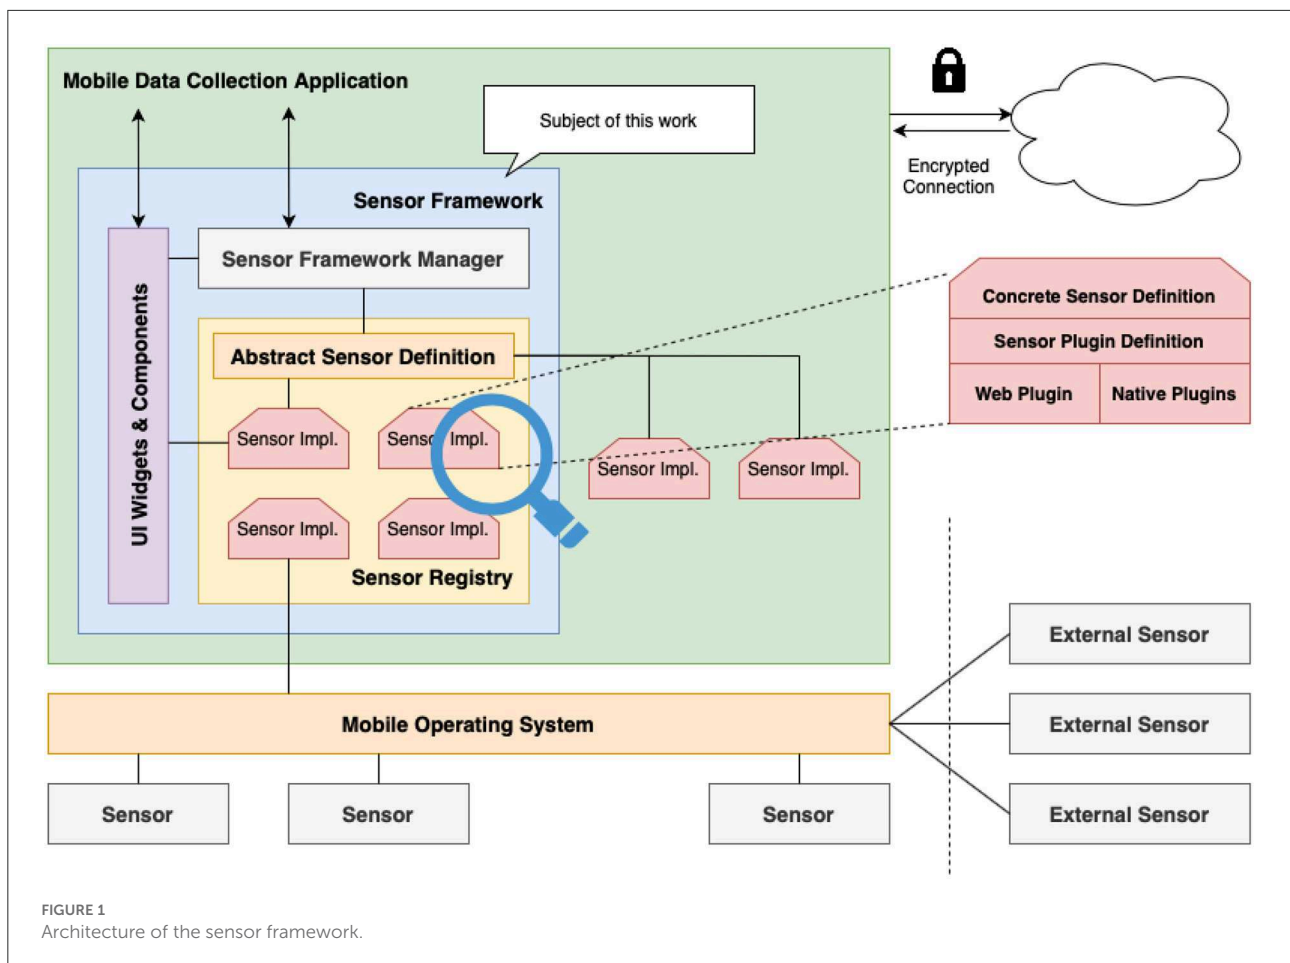 Mobile Data Collection Application
Subject of this work
Encrypted
Connection
Sensor Framework
Sensor Framework Manager
UI Widgets & Components
Abstract Sensor Definition
Sensor Impl.
Sensor Impl.
Sensor Impl.
Sensor Impl.
Sensor Impl.
Sensor Impl.
Sensor Registry
Concrete Sensor Definition
Sensor Plugin Definition
Web Plugin
Native Plugins
External Sensor
External Sensor
External Sensor
Mobile Operating System
Sensor
Sensor
Sensor
FIGURE 1
Architecture of the sensor framework.